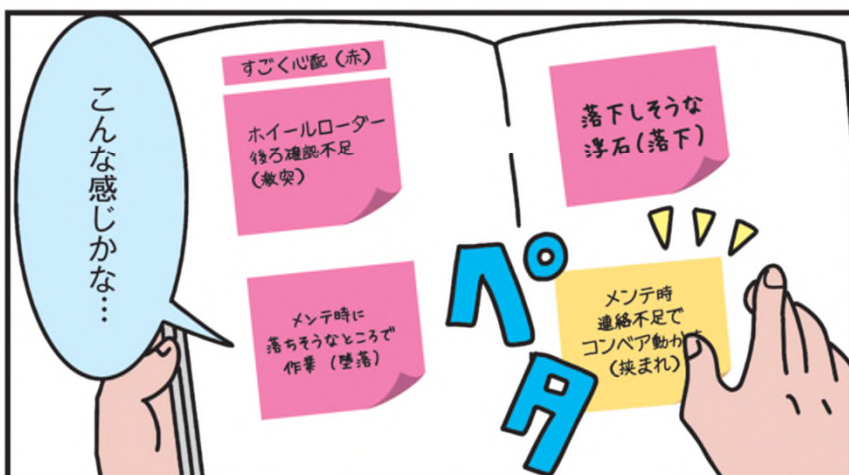 こんな感じかな…
すごく心配(赤)
ホイールローダー
後ろ確認不足
(激突)
メンテ時に
落ちそうなところで
作業(墜落)
落下しそうな
浮石(落下)
ペタ
メンテ時
連絡不足で
コンベア動か
(挟まれ)